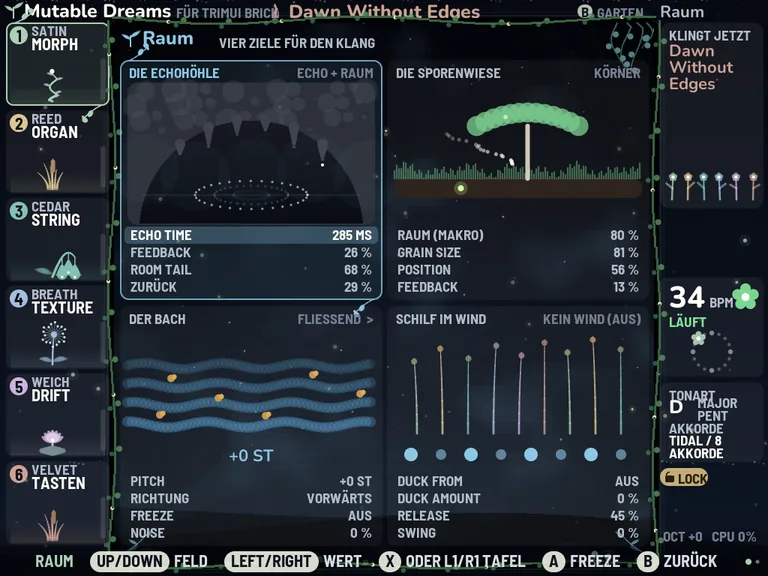 Mutable Dreams FÜR TRIMUI BRICK Dawn Without Edges B GARTEN Raum
1 SATIN
MORPH
2 REED
ORGAN
3 CEDAR
STRING
4 BREATH
TEXTURE
5 WEICH
DRIFT
6 VELVET
TASTEN
Raum VIER ZIELE FÜR DEN KLANG
DIE ECHOHÖHLE ECHO + RAUM
ECHO TIME 285 MS
FEEDBACK 26 %
ROOM TAIL 68 %
ZURÜCK 29 %
DIE SPORENWIESE KÖRNER
RAUM (MAKRO) 80 %
GRAIN SIZE 81 %
POSITION 56 %
FEEDBACK 13 %
DER BACH FLIESSEND >
+0 ST
PITCH +0 ST
RICHTUNG VORWÄRTS
FREEZE AUS
NOISE 0 %
SCHILF IM WIND KEIN WIND (AUS)
DUCK FROM AUS
DUCK AMOUNT 0 %
RELEASE 45 %
SWING 0 %
KLINGT JETZT
Dawn
Without
Edges
34 BPM
LÄUFT
TONART
D MAJOR
PENT
AKKORDE
TIDAL / 8
AKKORDE
LOCK
OCT +0 CPU 0%
RAUM UP/DOWN FELD LEFT/RIGHT WERT X ODER L1/R1 TAFEL A FREEZE B ZURÜCK